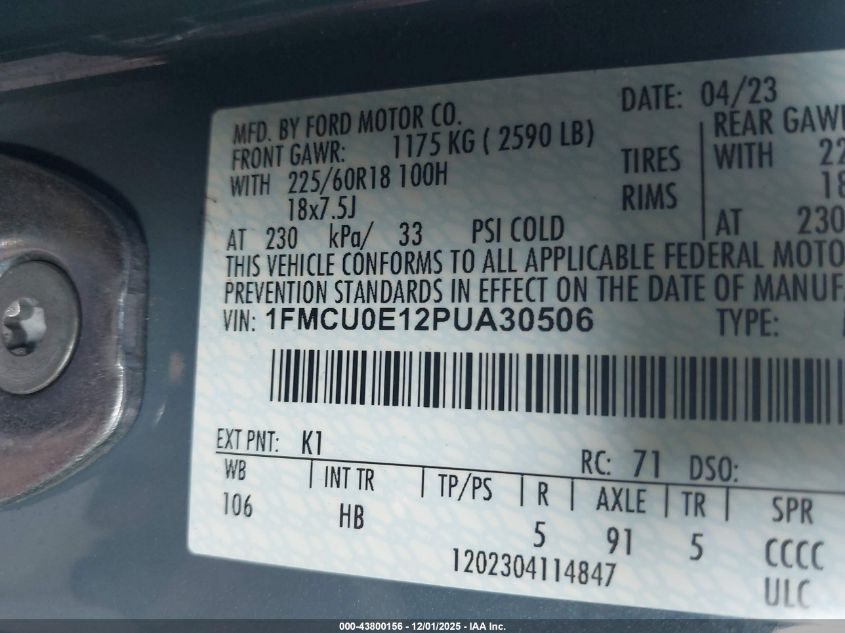 DATE: 04/23
MFD. BY FORD MOTOR CO.
FRONT GAWR: 1175 KG ( 2590 LB) REAR GAWR
WITH 225/60R18 100H TIRES WITH 22
18x7.5J RIMS 18
AT 230 kPa/ 33 PSI COLD AT 230
THIS VEHICLE CONFORMS TO ALL APPLICABLE FEDERAL MOTO
PREVENTION STANDARDS IN EFFECT ON THE DATE OF MANUF
VIN: 1FMCU0E12PUA30506 TYPE:
EXT PNT: K1 RC: 71 DSO:
WB INT TR TP/PS R AXLE TR SPR
106 HB 5 91 5 CCCC
1202304114847 ULC
000-43800156 - 12/01/2025 - IAA Inc.